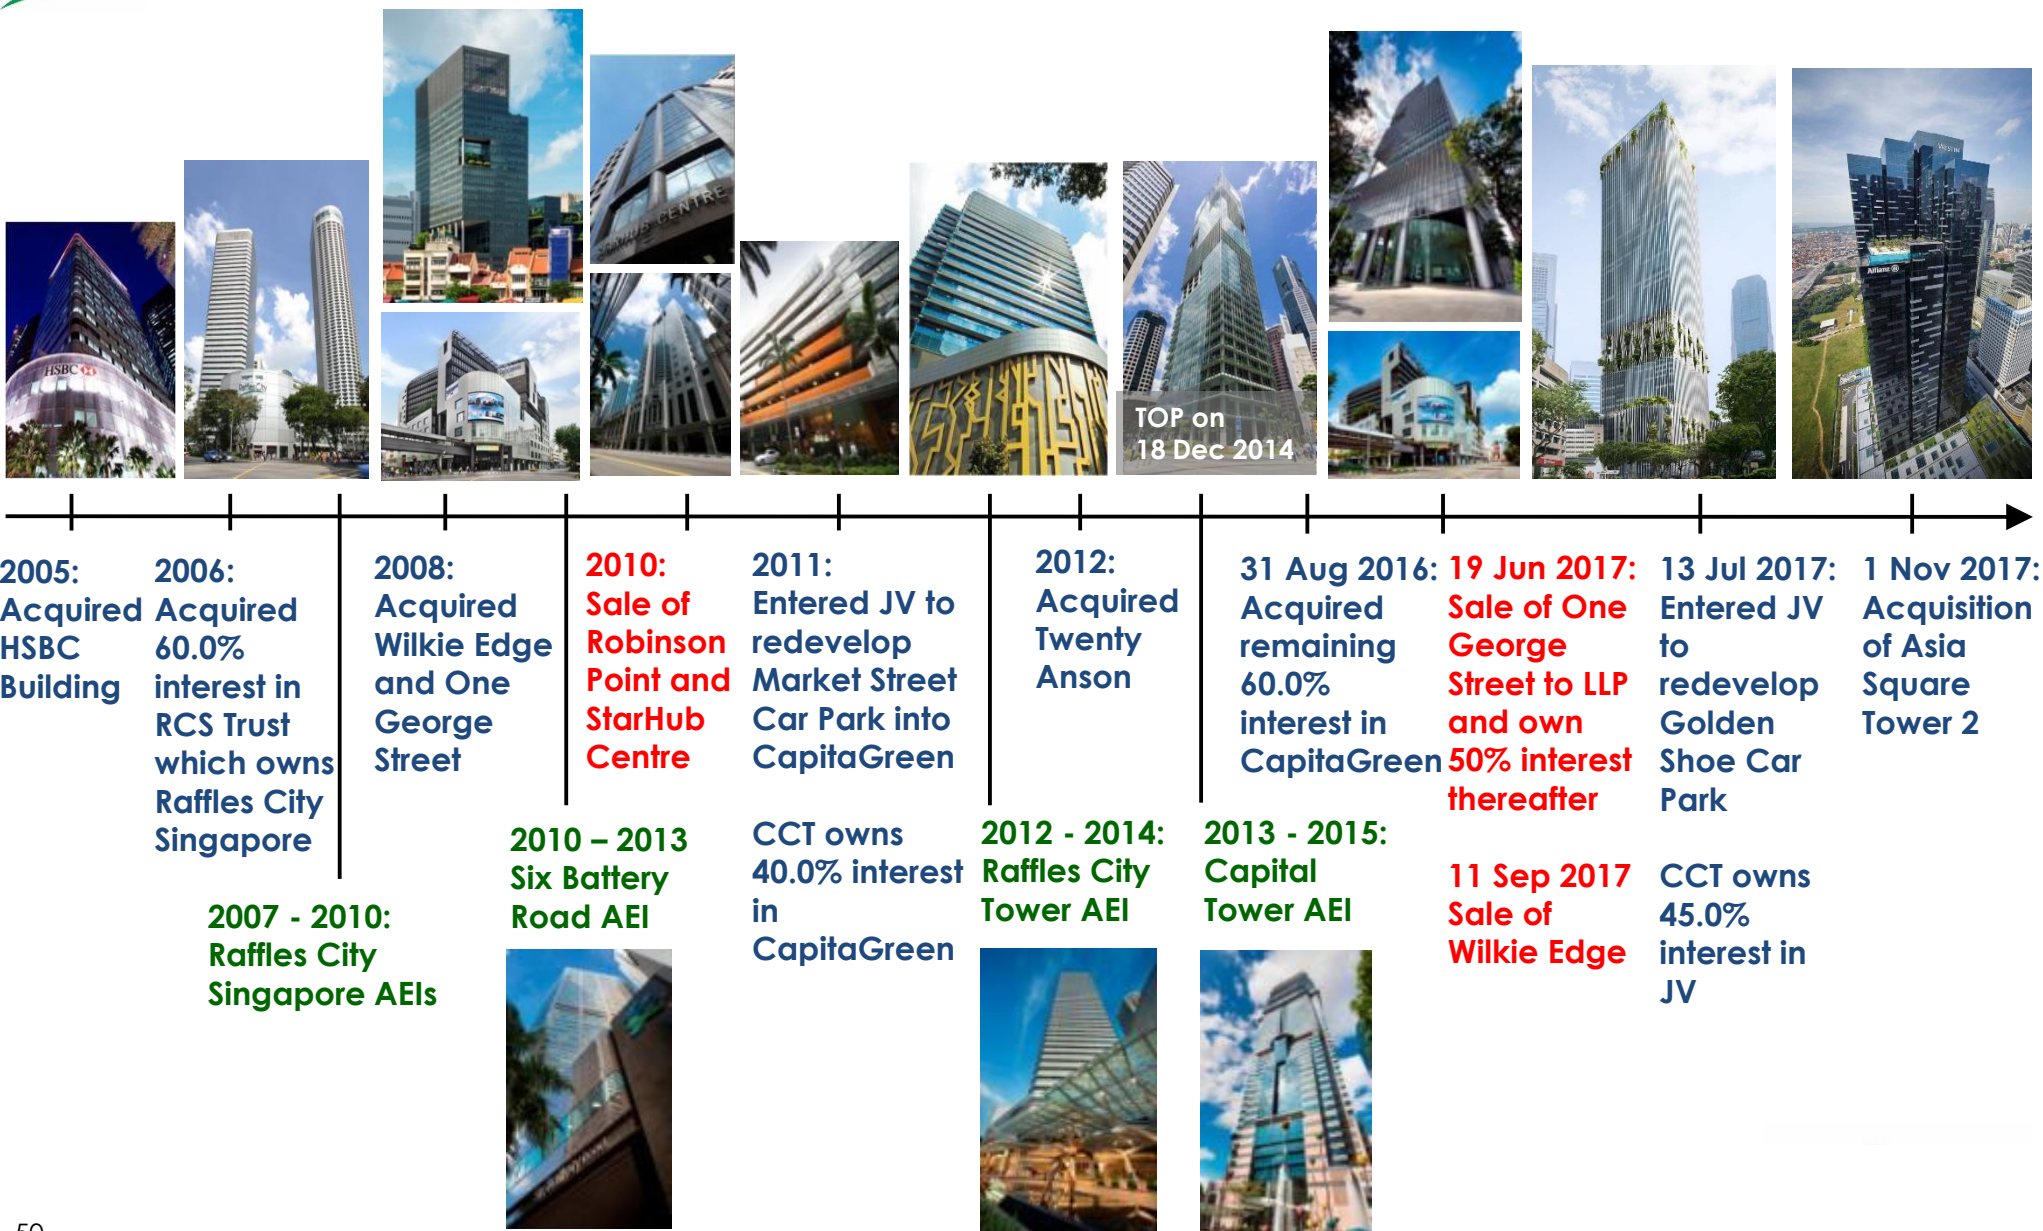 HSBC
TOP on
18 Dec 2014
Allianz
2005:
Acquired
HSBC
Building
2006:
Acquired
60.0%
interest in
RCS Trust
which owns
Raffles City
Singapore
2007 - 2010:
Raffles City
Singapore AEIs
2008:
Acquired
Wilkie Edge
and One
George
Street
2010:
Sale of
Robinson
Point and
StarHub
Centre
2010 – 2013
Six Battery
Road AEI
2011:
Entered JV to
redevelop
Market Street
Car Park into
CapitaGreen
CCT owns
40.0% interest
in
CapitaGreen
2012:
Acquired
Twenty
Anson
2012 - 2014:
Raffles City
Tower AEI
2013 - 2015:
Capital
Tower AEI
31 Aug 2016:
Acquired
remaining
60.0%
interest in
CapitaGreen
19 Jun 2017:
Sale of One
George
Street to LLP
and own
50% interest
thereafter
11 Sep 2017
Sale of
Wilkie Edge
13 Jul 2017:
Entered JV
to
redevelop
Golden
Shoe Car
Park
CCT owns
45.0%
interest in
JV
1 Nov 2017:
Acquisition
of Asia
Square
Tower 2